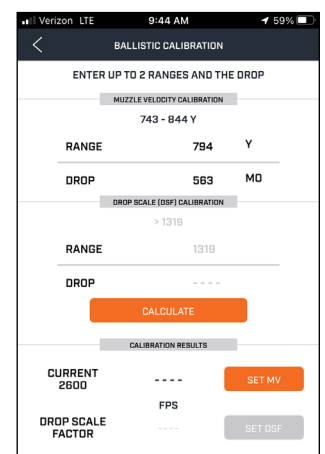 Verizon LTE 9:44 AM 59%
BALLISTIC CALIBRATION
ENTER UP TO 2 RANGES AND THE DROP
MUZZLE VELOCITY CALIBRATION
743 - 844 Y
RANGE 794 Y
DROP 563 MO
DROP SCALE (DSF) CALIBRATION
> 1319
RANGE 1319
DROP - - - -
CALCULATE
CALIBRATION RESULTS
CURRENT
2600 - - - - SET MV
FPS
DROP SCALE
FACTOR - - - - SET DSF